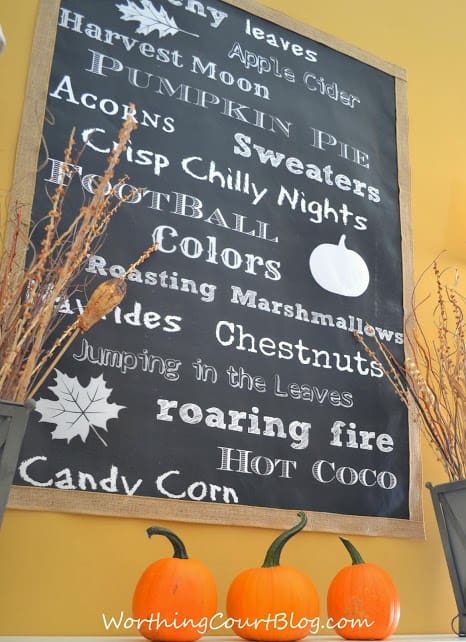 leaves
Harvest Moon
Apple Cider
Pumpkin Pie
Acorns
Sweaters
Crisp Chilly Nights
FootBall
Colors
Roasting Marshmallows
Chestnuts
Jumping in the Leaves
roaring fire
Hot Coco
Candy Corn
WorthingCourtBlog.com